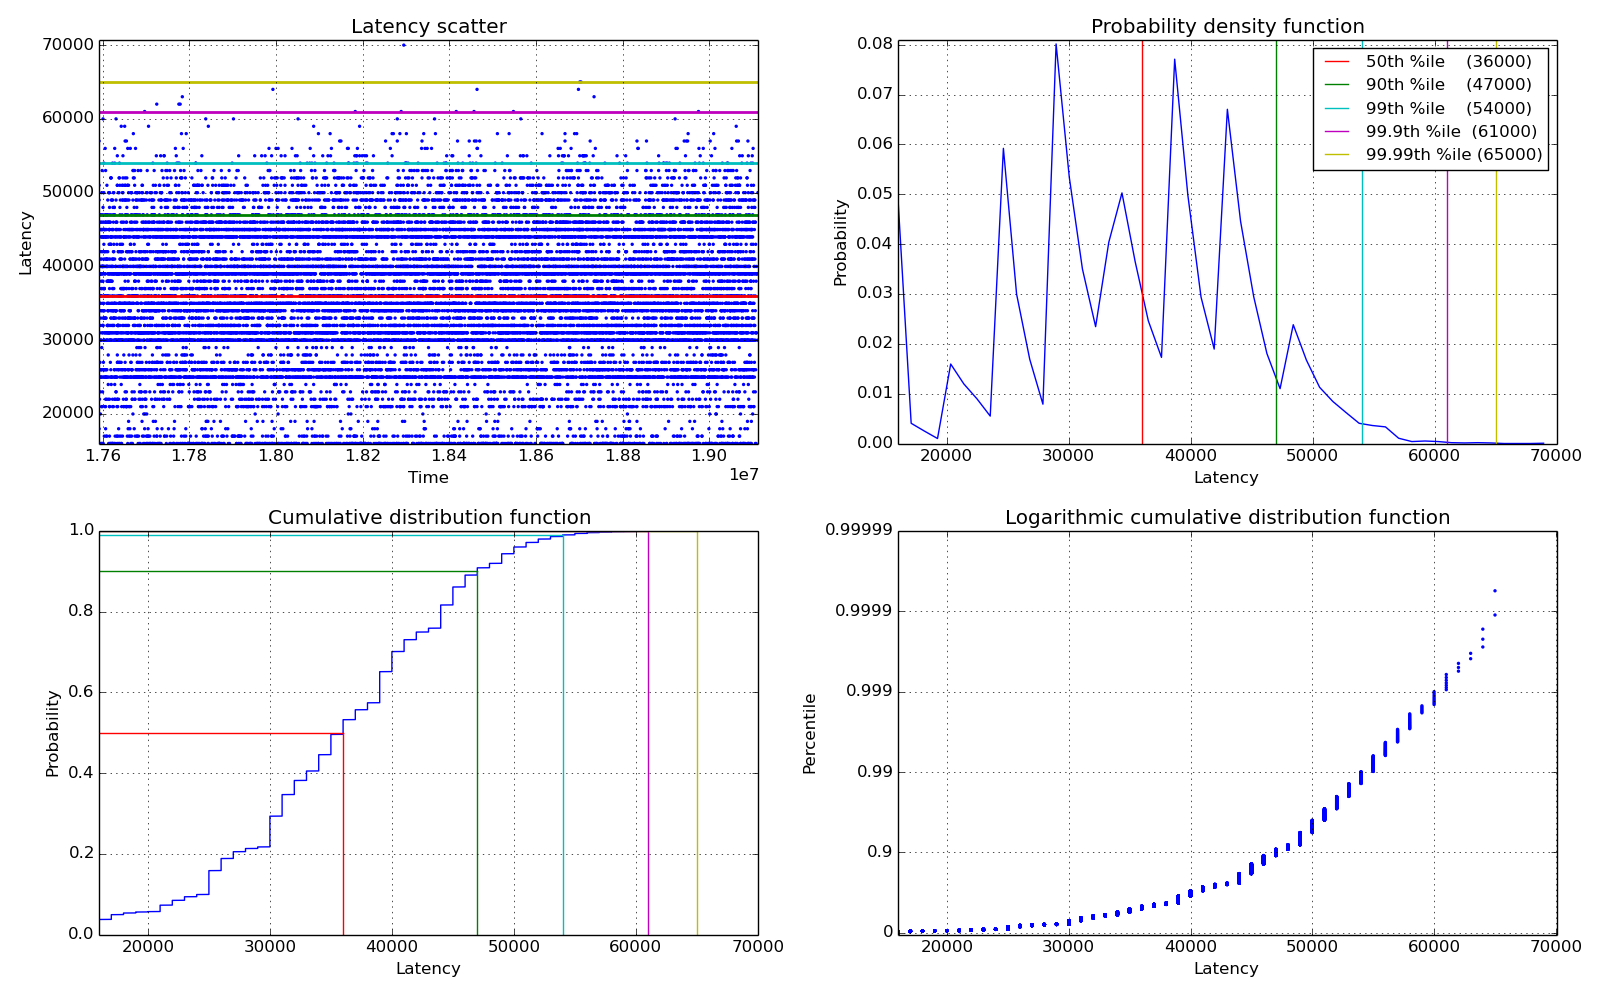 Latency scatter
70000
60000
50000
40000
30000
20000
Latency
1.76 1.78 1.80 1.82 1.84 1.86 1.88 1.90
1e7
Time
Probability density function
0.08
0.07
0.06
0.05
0.04
0.03
0.02
0.01
0.00
Probability
50th %ile (36000)
90th %ile (47000)
99th %ile (54000)
99.9th %ile (61000)
99.99th %ile (65000)
20000 30000 40000 50000 60000 70000
Latency
Cumulative distribution function
1.0
0.8
0.6
0.4
0.2
0.0
Probability
20000 30000 40000 50000 60000 70000
Latency
Logarithmic cumulative distribution function
0.99999
0.9999
0.999
0.99
0.9
0
Percentile
20000 30000 40000 50000 60000 70000
Latency